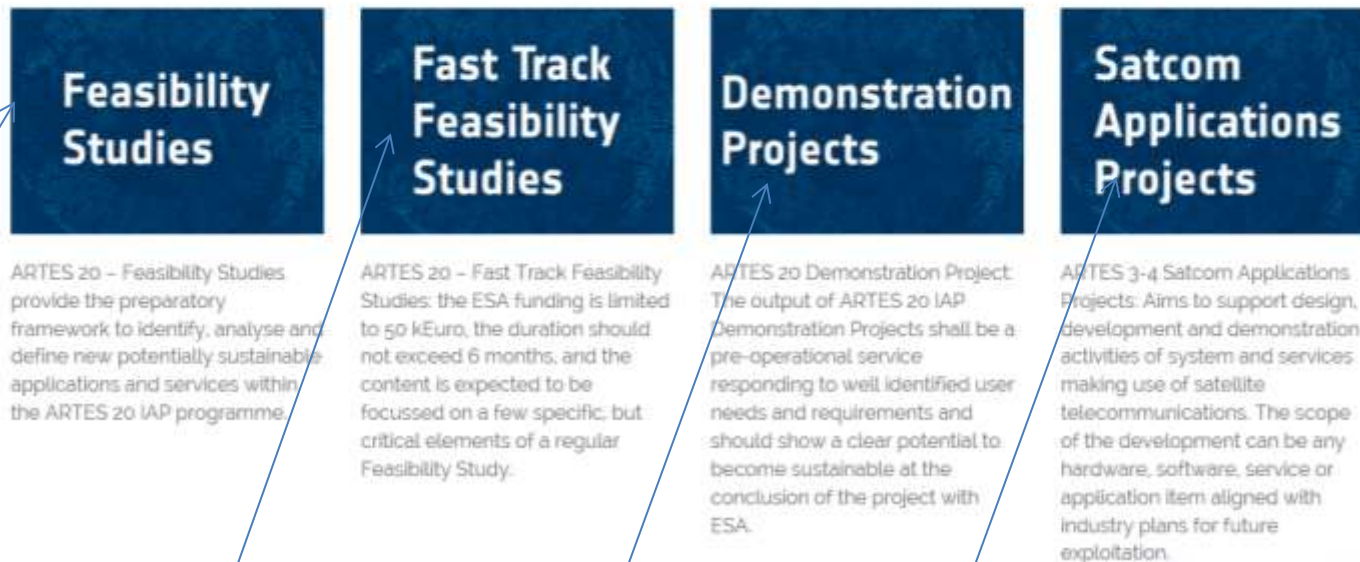 Feasibility
Studies
ARTES 20 – Feasibility Studies
provide the preparatory
framework to identify, analyse and
define new potentially sustainable
applications and services within
the ARTES 20 IAP programme.
Fast Track
Feasibility
Studies
ARTES 20 – Fast Track Feasibility
Studies: the ESA funding is limited
to 50 kEuro, the duration should
not exceed 6 months, and the
content is expected to be
focussed on a few specific, but
critical elements of a regular
Feasibility Study.
Demonstration
Projects
ARTES 20 Demonstration Project:
The output of ARTES 20 IAP
Demonstration Projects shall be a
pre-operational service
responding to well identified user
needs and requirements and
should show a clear potential to
become sustainable at the
conclusion of the project with
ESA.
Satcom
Applications
Projects
ARTES 3-4 Satcom Applications
Projects: Aims to support design,
development and demonstration
activities of system and services
making use of satellite
telecommunications. The scope
of the development can be any
hardware, software, service or
application item aligned with
industry plans for future
exploitation.